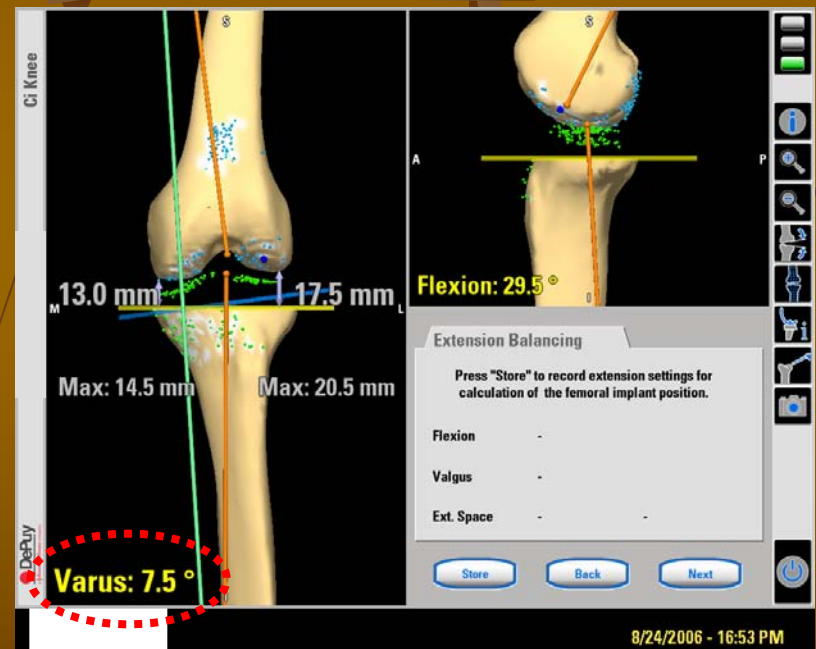 Ci Knee
S
13.0 mm
17.5 mm
M
L
Max: 14.5 mm
Max: 20.5 mm
DePuy
Varus: 7.5 °
S
A
P
Flexion: 29.5 °
I
i
i
Extension Balancing
Press "Store" to record extension settings for
calculation of the femoral implant position.
Flexion -
Valgus -
Ext. Space - -
Store Back Next
8/24/2006 - 16:53 PM